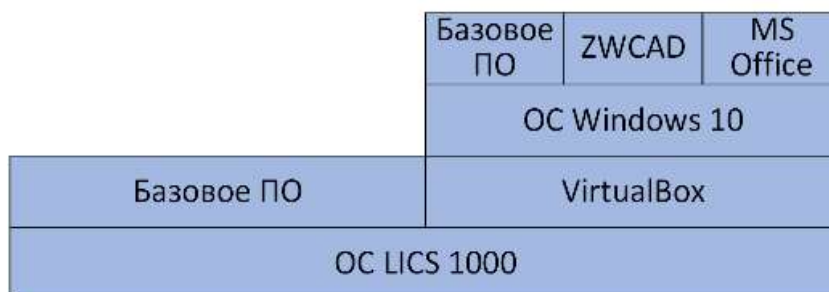 Базовое
ПО
ZWCAD
MS
Office
ОС Windows 10
Базовое ПО
VirtualBox
ОС LICS 1000